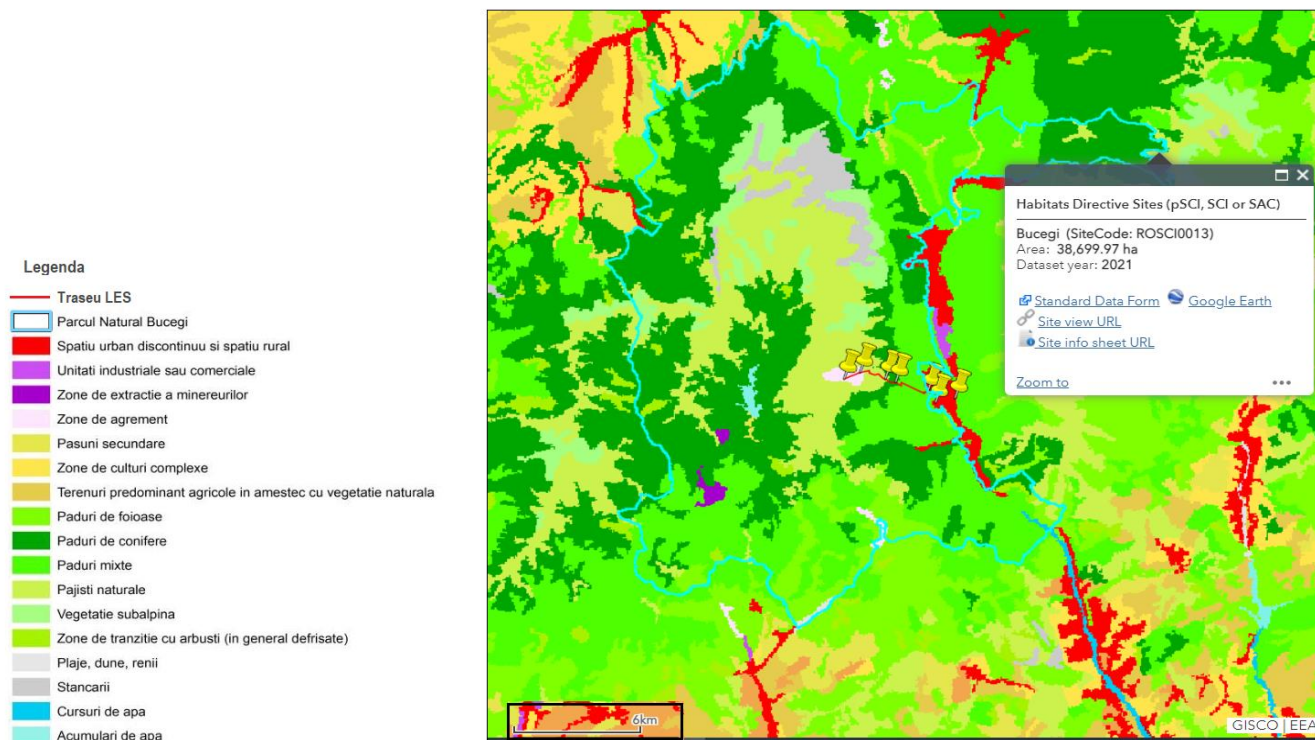 Legenda
Traseu LES
Parcul Natural Bucegi
Spatiu urban discontinuu si spatiu rural
Unitati industriale sau comerciale
Zone de extractie a minereurilor
Zone de agrement
Pasuni secundare
Zone de culturi complexe
Terenuri predominant agricole in amestec cu vegetatie naturala
Paduri de foioase
Paduri de conifere
Paduri mixte
Pajisti naturale
Vegetatie subalpina
Zone de tranzitie cu arbusti (in general defrisate)
Plaje, dune, renii
Stancarii
Cursuri de apa
Acumulari de apa
Habitats Directive Sites (pSCI, SCI or SAC)
Bucegi (SiteCode: ROSCI0013)
Area: 38,699.97 ha
Dataset year: 2021
Standard Data Form Google Earth
Site view URL
Site info sheet URL
Zoom to
6km
GISCO | EEA